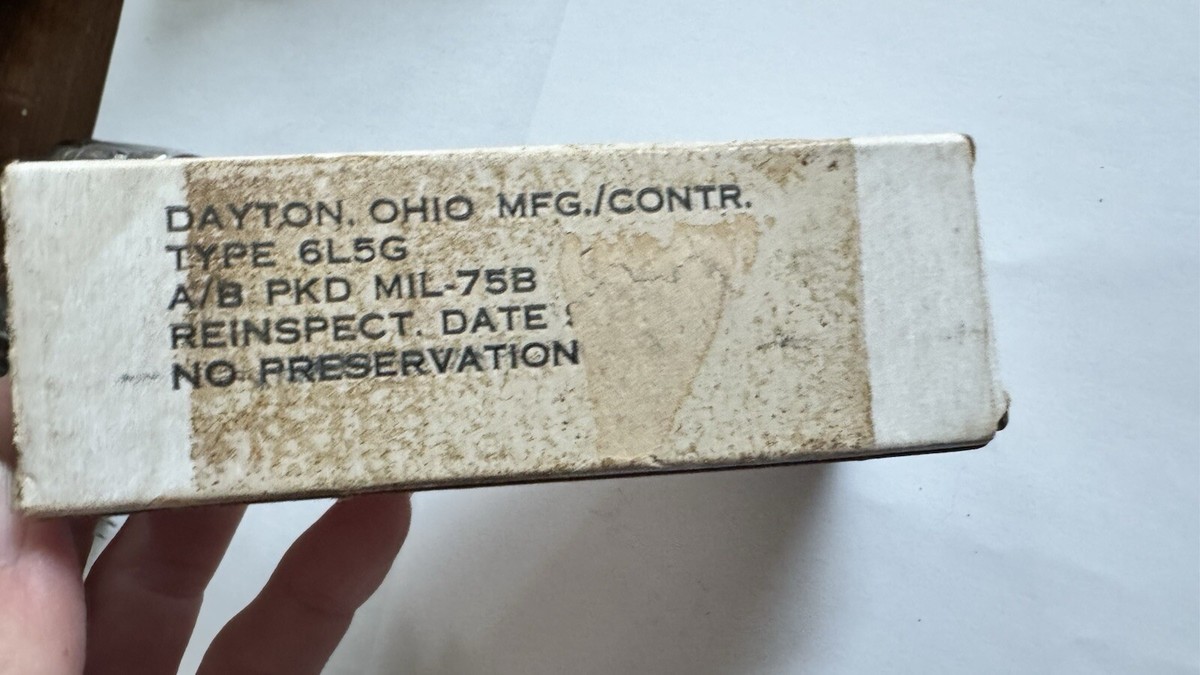 DAYTON, OHIO MFG./CONTR.
TYPE 6L5G
A/B PKD MIL-75B
REINSPECT. DATE
NO PRESERVATION